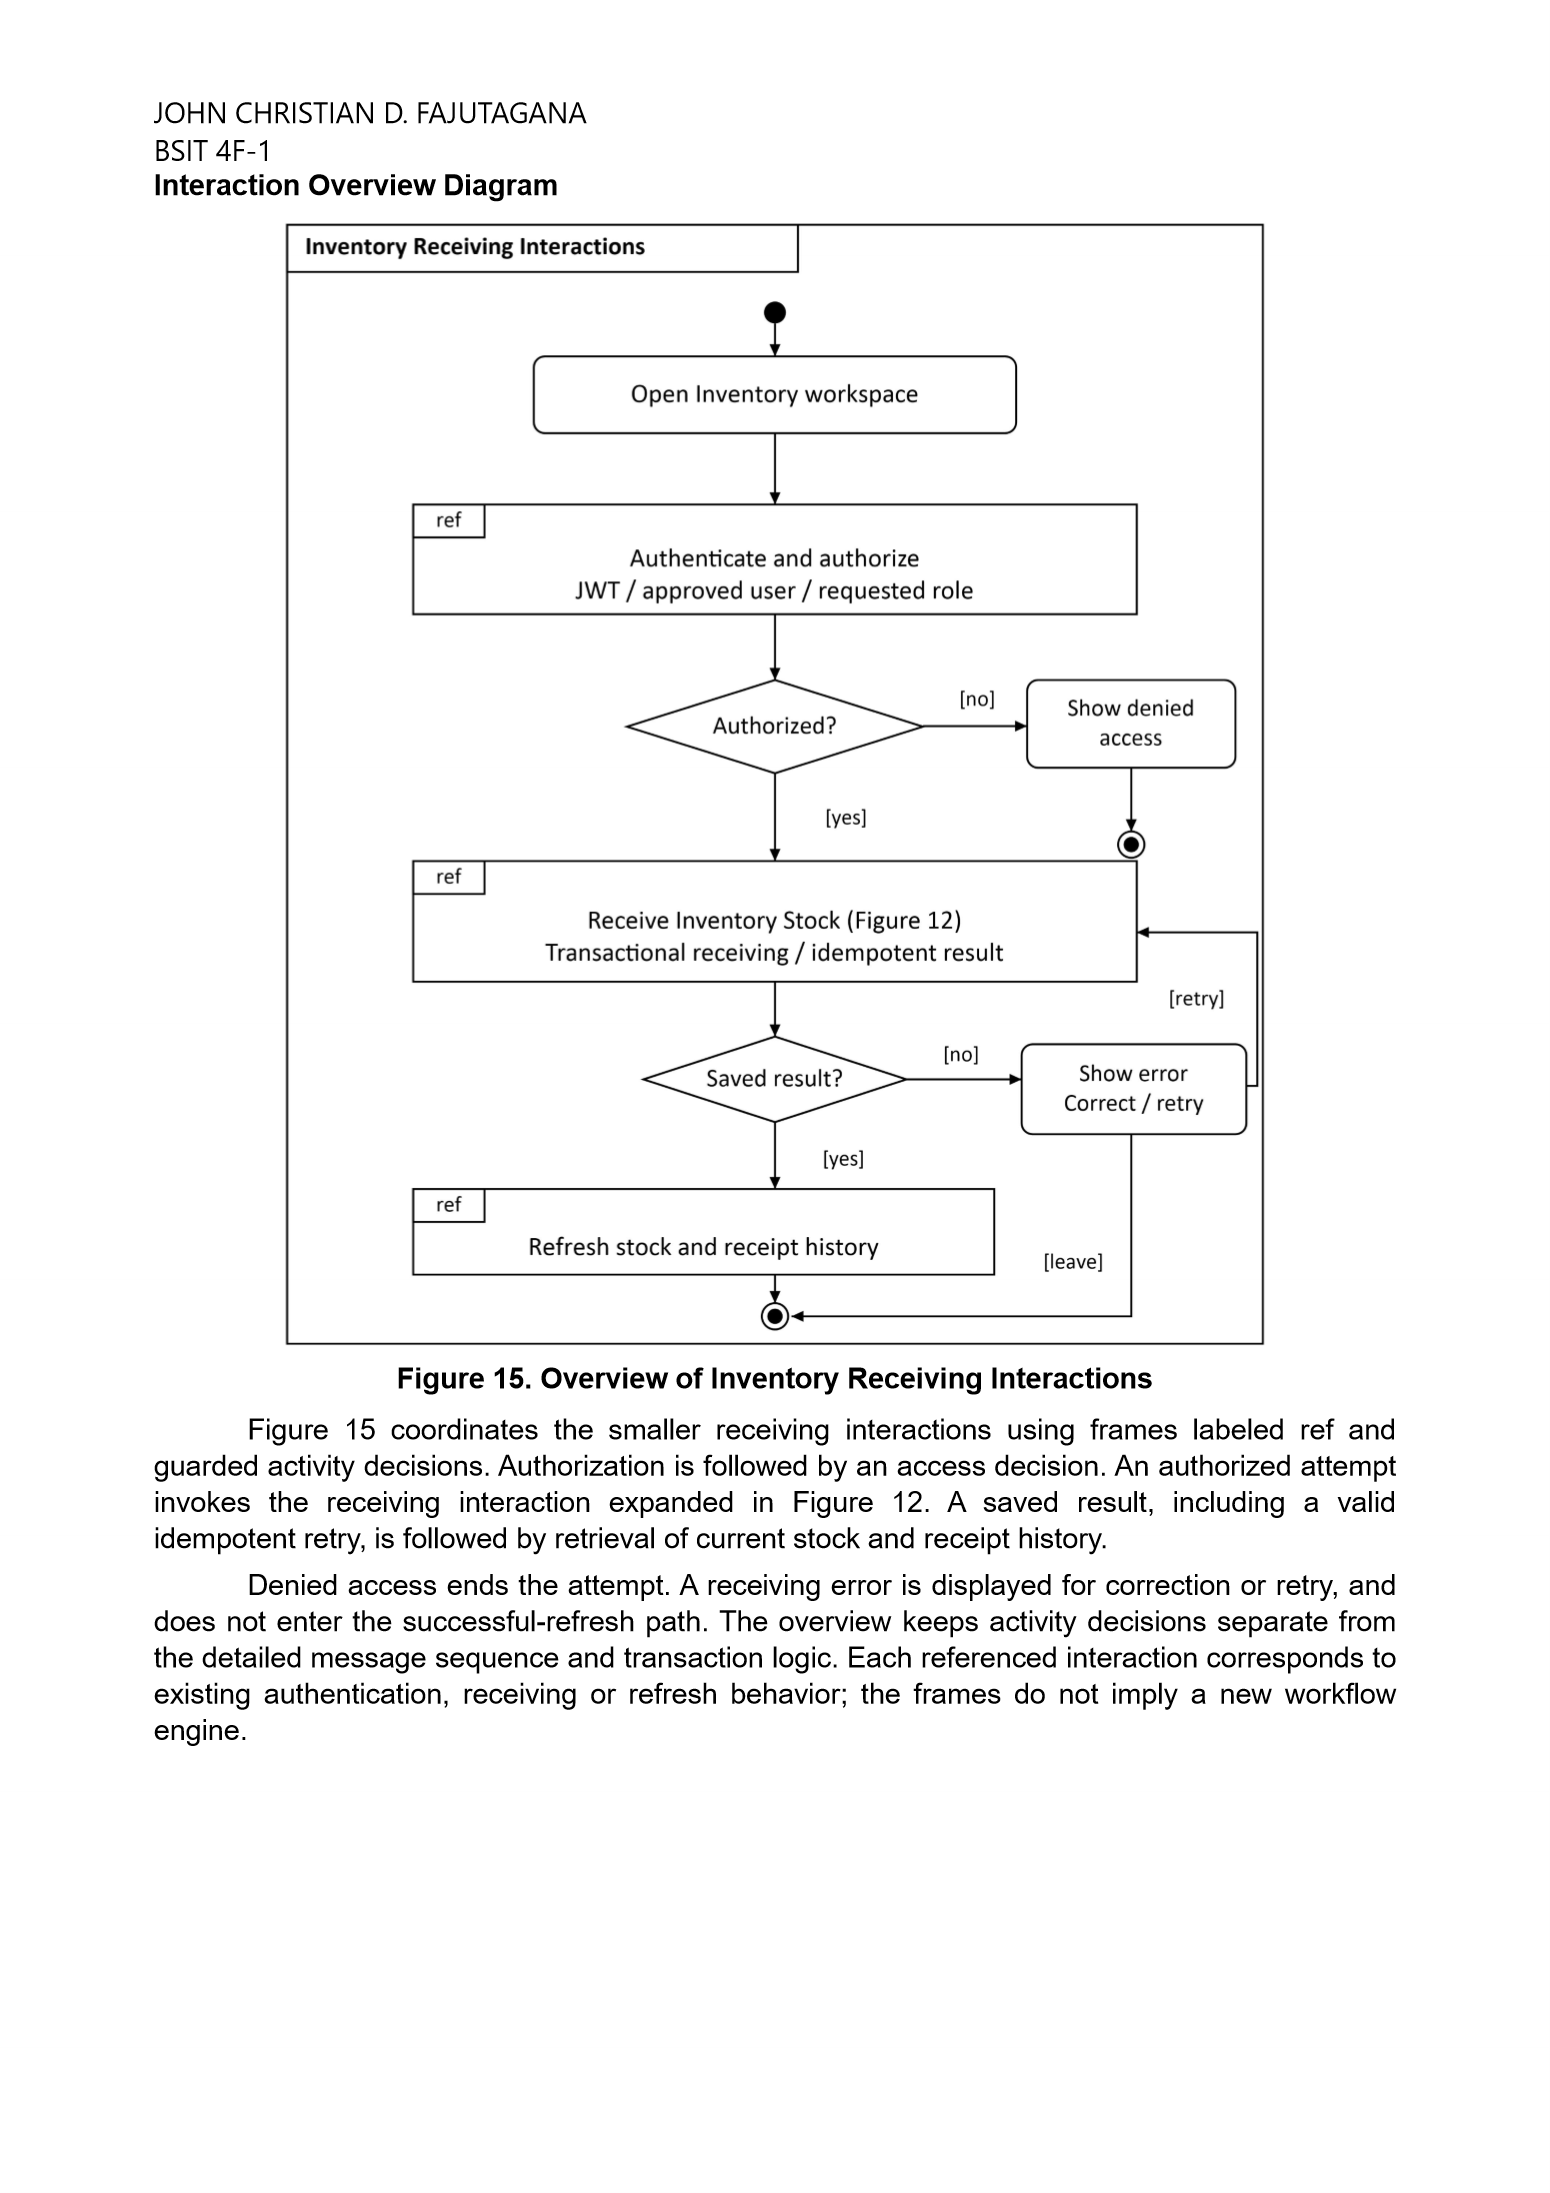 JOHN CHRISTIAN D. FAJUTAGANA
BSIT 4F-1
Interaction Overview Diagram
Inventory Receiving Interactions
Open Inventory workspace
ref
Authenticate and authorize
JWT / approved user / requested role
Authorized?
[no]
Show denied
access
[yes]
ref
Receive Inventory Stock (Figure 12)
Transactional receiving / idempotent result
[retry]
Saved result?
[no]
Show error
Correct / retry
[yes]
ref
Refresh stock and receipt history
[leave]
Figure 15. Overview of Inventory Receiving Interactions
Figure 15 coordinates the smaller receiving interactions using frames labeled ref and
guarded activity decisions. Authorization is followed by an access decision. An authorized attempt
invokes the receiving interaction expanded in Figure 12. A saved result, including a valid
idempotent retry, is followed by retrieval of current stock and receipt history.
Denied access ends the attempt. A receiving error is displayed for correction or retry, and
does not enter the successful-refresh path. The overview keeps activity decisions separate from
the detailed message sequence and transaction logic. Each referenced interaction corresponds to
existing authentication, receiving or refresh behavior; the frames do not imply a new workflow
engine.